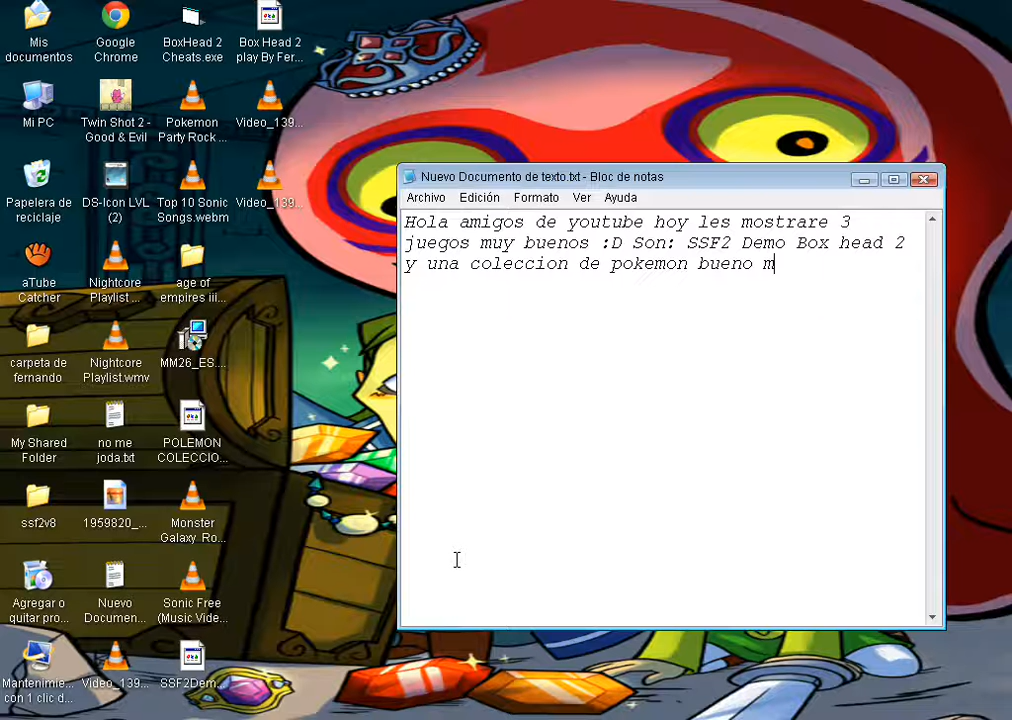 Mis documentos
Google Chrome
BoxHead 2 Cheats.exe
Box Head 2 play By Fer...
Mi PC
Twin Shot 2 - Good & Evil
Pokemon Party Rock ...
Video_139...
Papelera de reciclaje
DS-Icon LVL (2)
Top 10 Sonic Songs.webm
Video_139...
aTube Catcher
Nightcore Playlist ...
age of empires iii...
carpeta de fernando
Nightcore Playlist.wmv
MM26_ES....
My Shared Folder
no me joda.txt
POLEMON COLECCIO...
ssf2v8
1959820_...
Monster Galaxy Ro...
Agregar o quitar pro...
Nuevo Documen...
Sonic Free (Music Vide...
Mantenimie... con 1 clic d...
Video_139...
SSF2Dem...
Nuevo Documento de texto.txt - Bloc de notas
Archivo Edición Formato Ver Ayuda
Hola amigos de youtube hoy les mostrare 3
juegos muy buenos :D Son: SSF2 Demo Box head 2
y una coleccion de pokemon bueno m